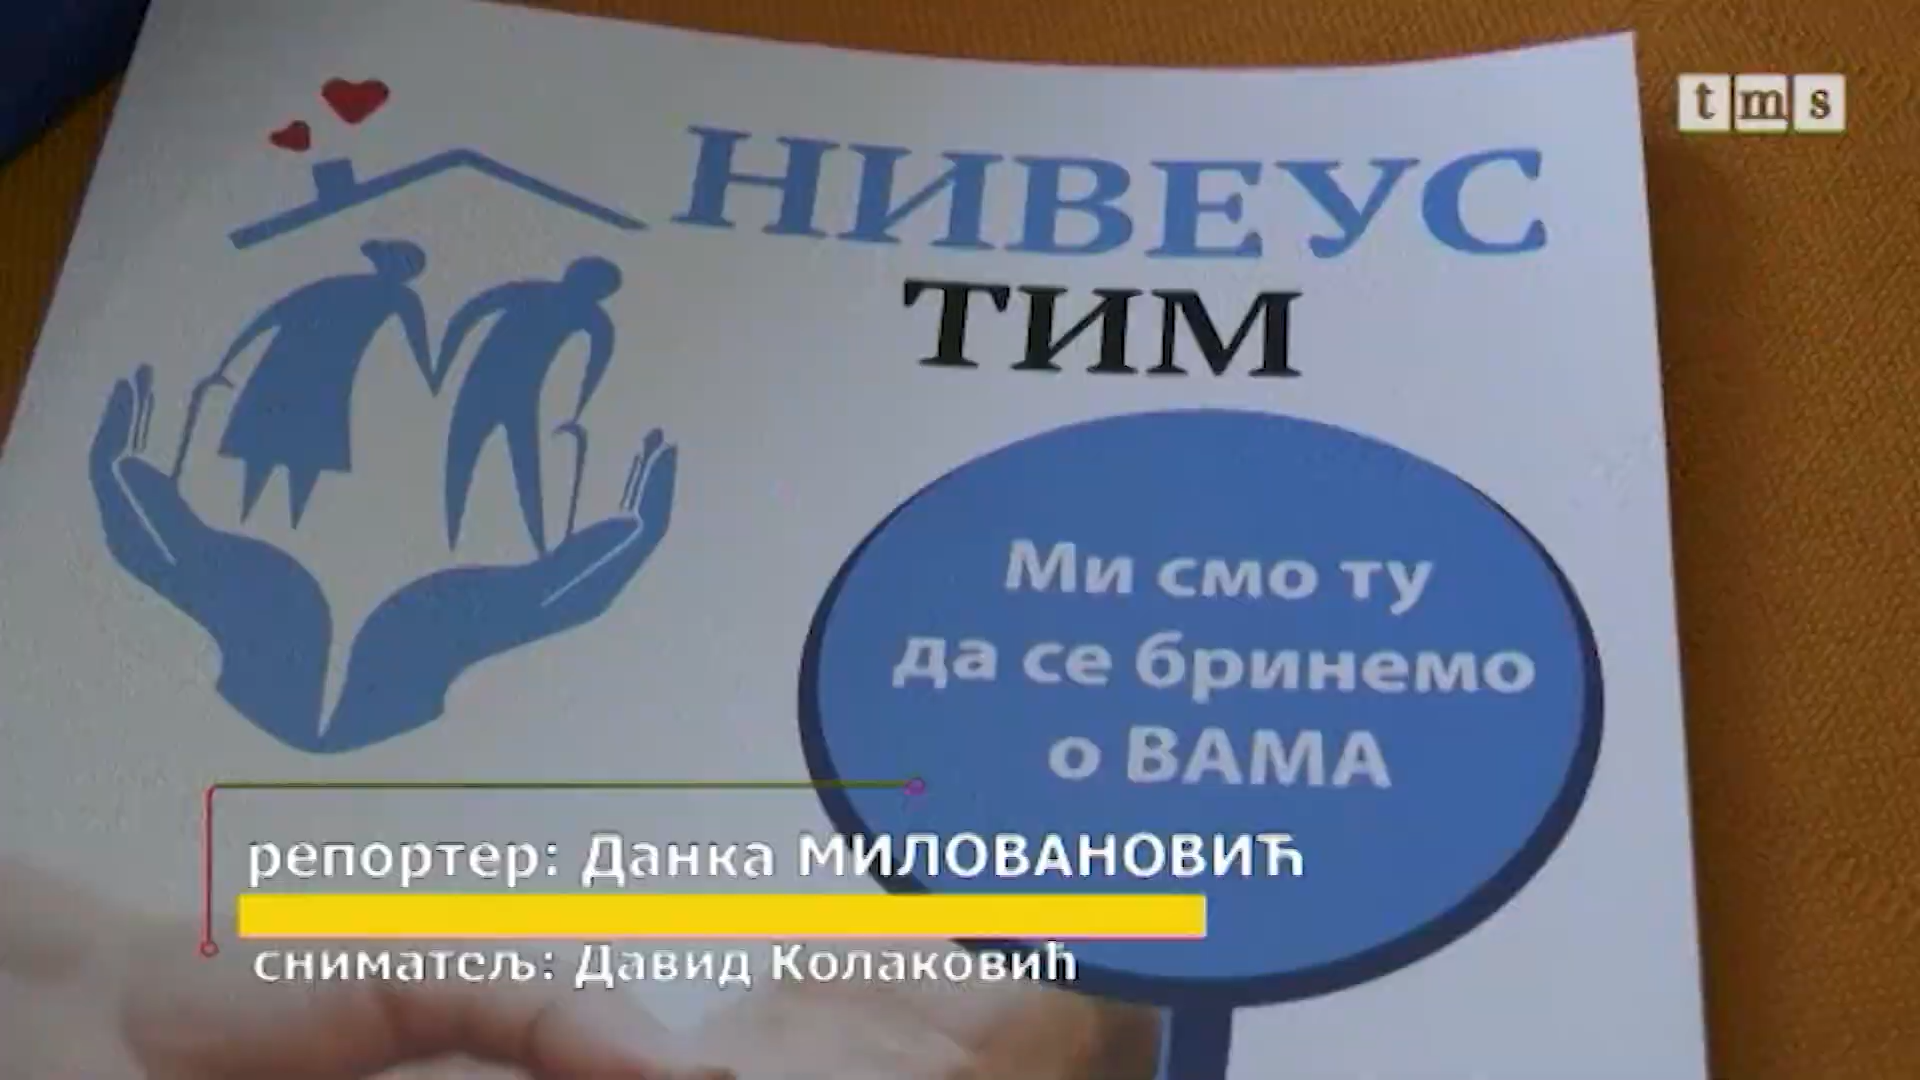 tms
НИВЕУС
ТИМ
Ми смо ту
да се бринемо
о ВАМА
репортер: Данка МИЛОВАНОВИЋ
сниматељ: Давид Колаковић